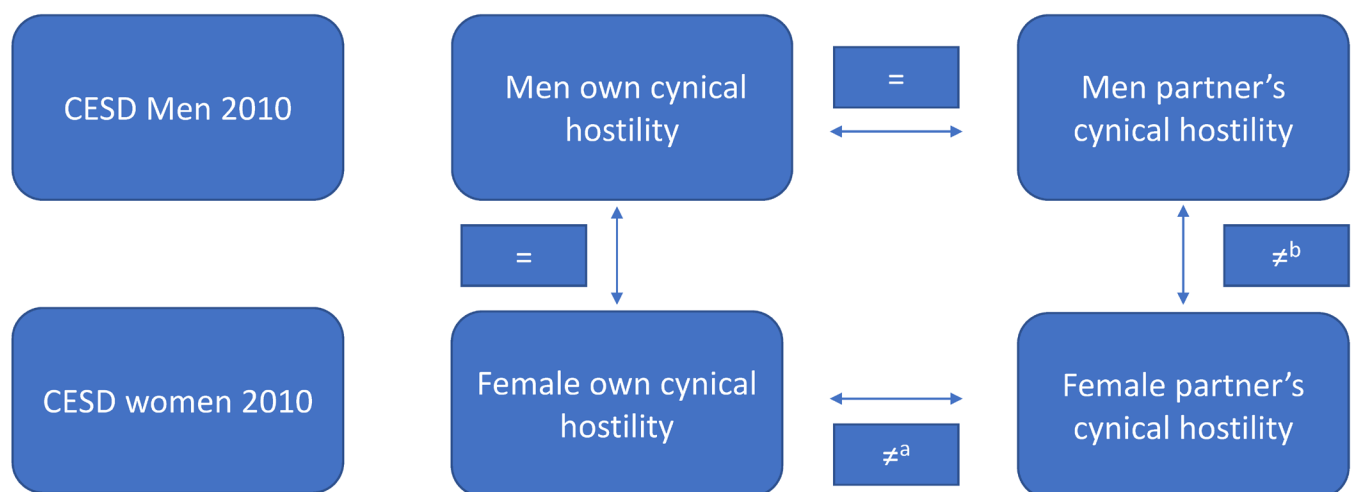 CESD Men 2010
Men own cynical
hostility
=
Men partner’s
cynical hostility
=
≠ᵇ
CESD women 2010
Female own cynical
hostility
≠ᵃ
Female partner’s
cynical hostility